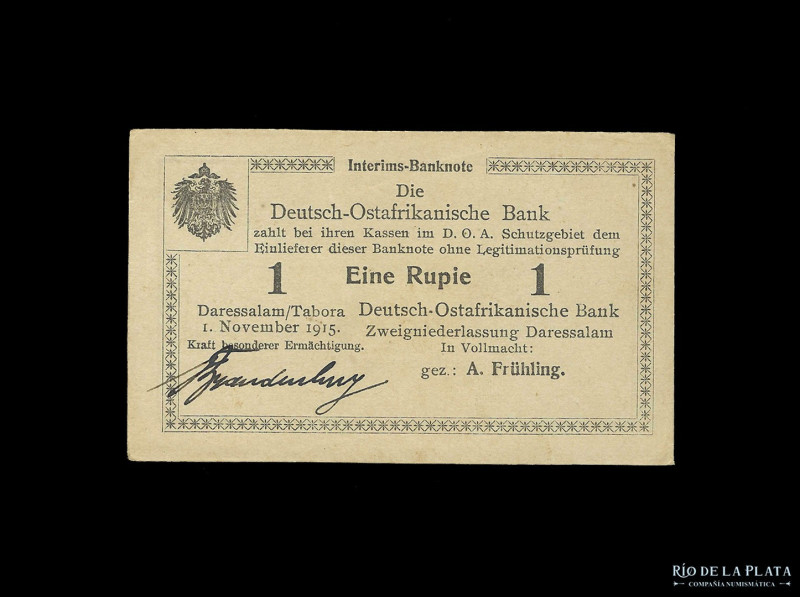 Interims-Banknote
Die
Deutsch-Ostafrikanische Bank
zahlt bei ihren Kassen im D. O. A. Schutzgebiet dem
Einlieferer dieser Banknote ohne Legitimationsprüfung
1 Eine Rupie 1
Daressalam/Tabora
1. November 1915.
Kraft besonderer Ermächtigung.
Deutsch-Ostafrikanische Bank
Zweigniederlassung Daressalam
In Vollmacht:
gez.: A. Frühling.
RÍO DE LA PLATA
COMPAÑÍA NUMISMÁTICA